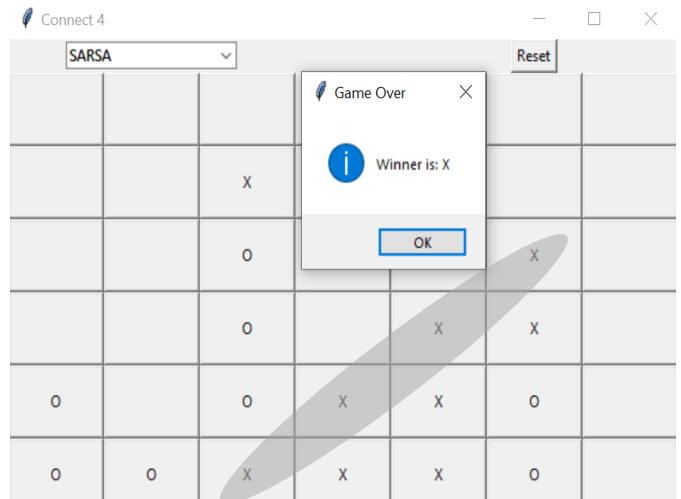 Connect 4
SARSA
Reset
Game Over
Winner is: X
OK
X
O X
O X X
O O X X O
O O X X X O